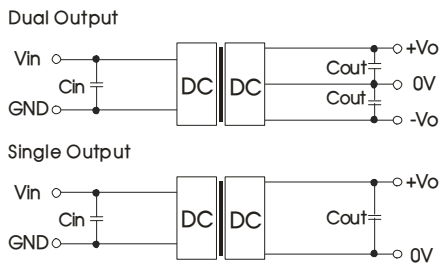 Dual Output
Vin
Cin
GND
DC DC
+Vo
Cout
0V
Cout
-Vo
Single Output
Vin
Cin
GND
DC DC
+Vo
Cout
0V